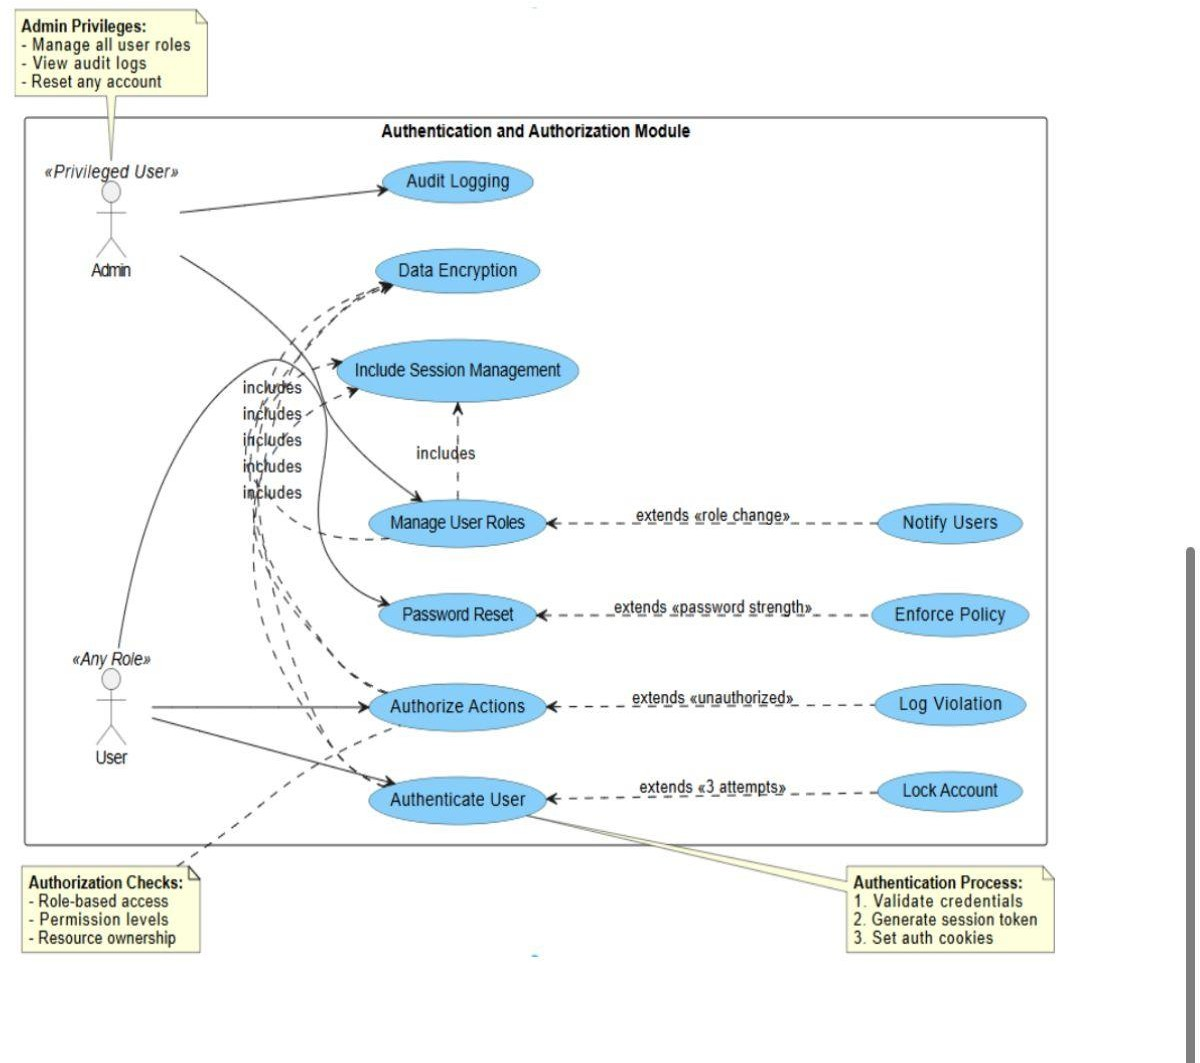 Admin Privileges:
- Manage all user roles
- View audit logs
- Reset any account
Authentication and Authorization Module
«Privileged User»
Admin
Audit Logging
Data Encryption
Include Session Management
includes
includes
includes
includes
includes
includes
Manage User Roles
extends «role change»
Notify Users
Password Reset
extends «password strength»
Enforce Policy
«Any Role»
User
Authorize Actions
extends «unauthorized»
Log Violation
Authenticate User
extends «3 attempts»
Lock Account
Authorization Checks:
- Role-based access
- Permission levels
- Resource ownership
Authentication Process:
1. Validate credentials
2. Generate session token
3. Set auth cookies